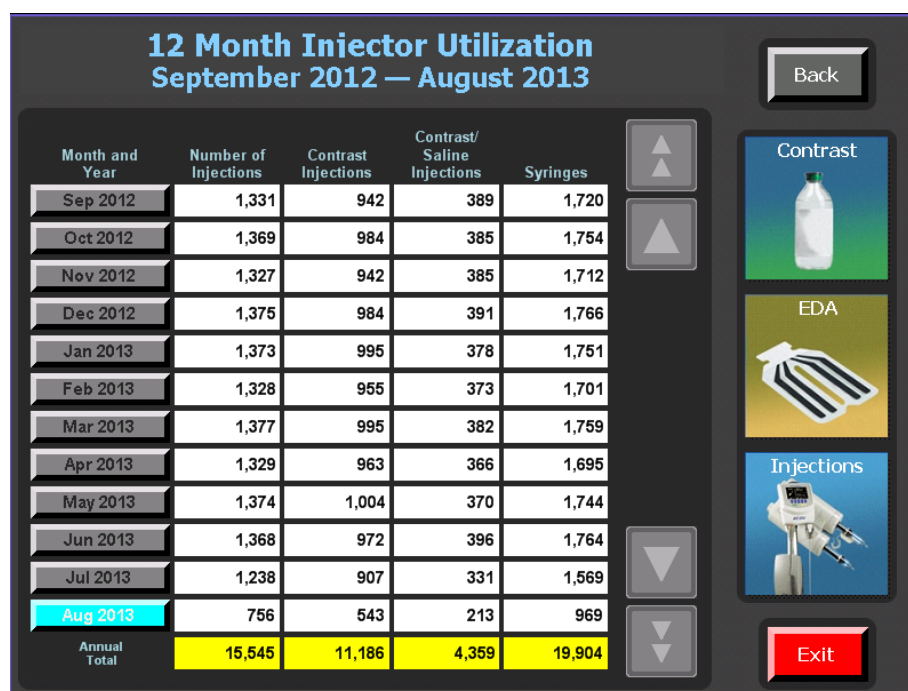 12 Month Injector Utilization
September 2012 — August 2013
Back
Month and Year Number of Injections Contrast Injections Contrast/ Saline Injections Syringes
Sep 2012 1,331 942 389 1,720
Oct 2012 1,369 984 385 1,754
Nov 2012 1,327 942 385 1,712
Dec 2012 1,375 984 391 1,766
Jan 2013 1,373 995 378 1,751
Feb 2013 1,328 955 373 1,701
Mar 2013 1,377 995 382 1,759
Apr 2013 1,329 963 366 1,695
May 2013 1,374 1,004 370 1,744
Jun 2013 1,368 972 396 1,764
Jul 2013 1,238 907 331 1,569
Aug 2013 756 543 213 969
Annual Total 15,545 11,186 4,359 19,904
Contrast
EDA
Injections
Exit